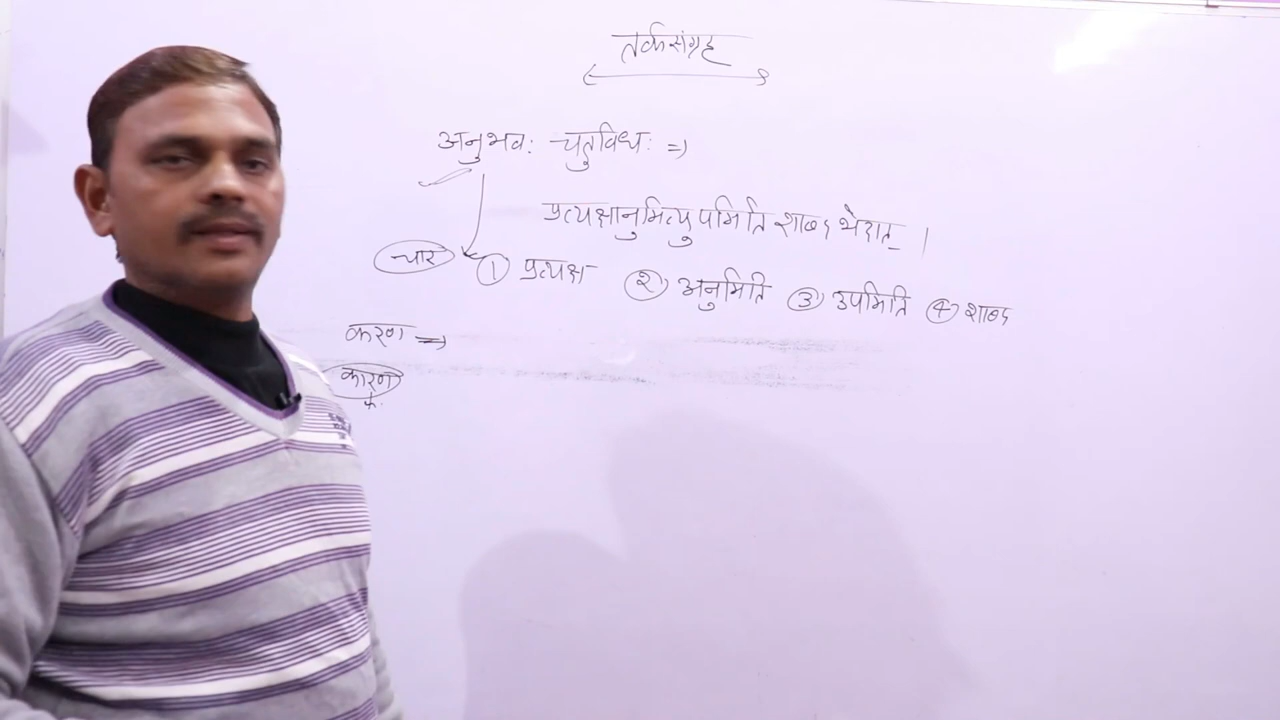 तर्कसंग्रह
अनुभवः चतुर्विधः =>
प्रत्यक्षानुमित्युपमिति शाब्द भेदात् ।
चार ① प्रत्यक्ष ② अनुमिति ③ उपमिति ④ शाब्द
करण =>
कारण